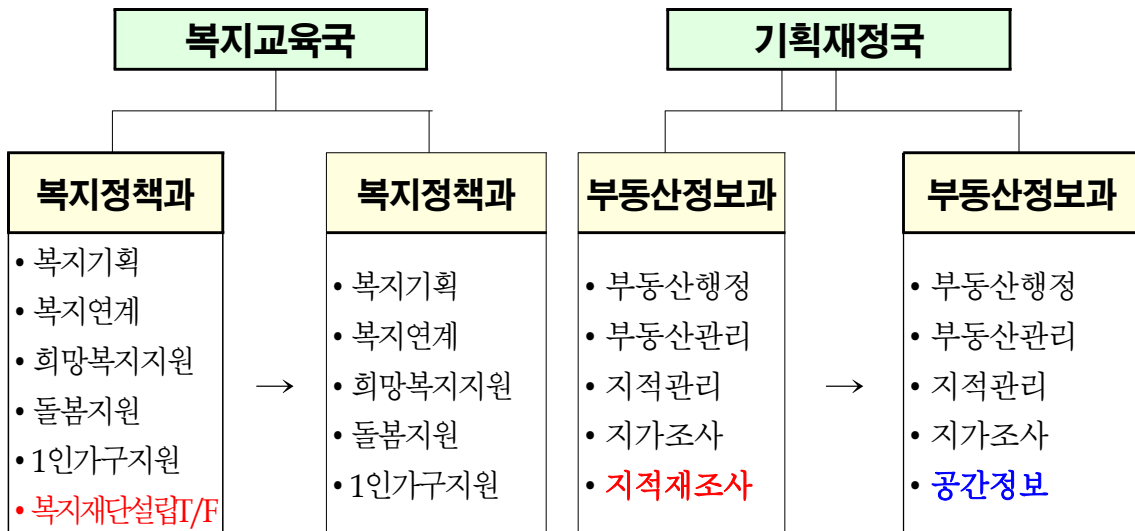 복지교육국
기획재정국
복지정책과
• 복지기획
• 복지연계
• 희망복지지원
• 돌봄지원
• 1인가구지원
• 복지재단설립T/F
→
복지정책과
• 복지기획
• 복지연계
• 희망복지지원
• 돌봄지원
• 1인가구지원
부동산정보과
• 부동산행정
• 부동산관리
• 지적관리
• 지가조사
• 지적재조사
→
부동산정보과
• 부동산행정
• 부동산관리
• 지적관리
• 지가조사
• 공간정보